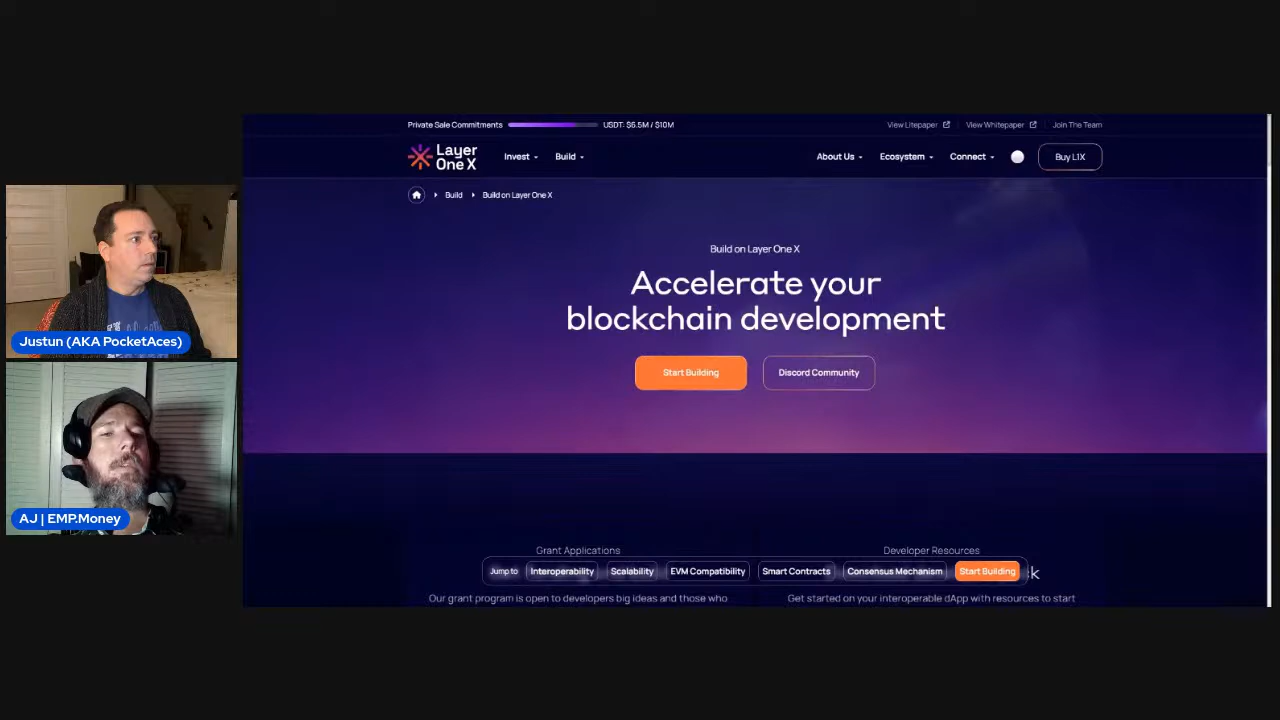 Private Sale Commitments USDT: $6.5M / $10M View Litepaper View Whitepaper Join The Team
Layer
One X
Invest Build About Us Ecosystem Connect Buy L1X
Build Build on Layer One X
Build on Layer One X
Accelerate your
blockchain development
Start Building Discord Community
Grant Applications Developer Resources
Jump to Interoperability Scalability EVM Compatibility Smart Contracts Consensus Mechanism Start Building
Our grant program is open to developers big ideas and those who
Get started on your interoperable dApp with resources to start
Justun (AKA PocketAces)
AJ | EMP.Money